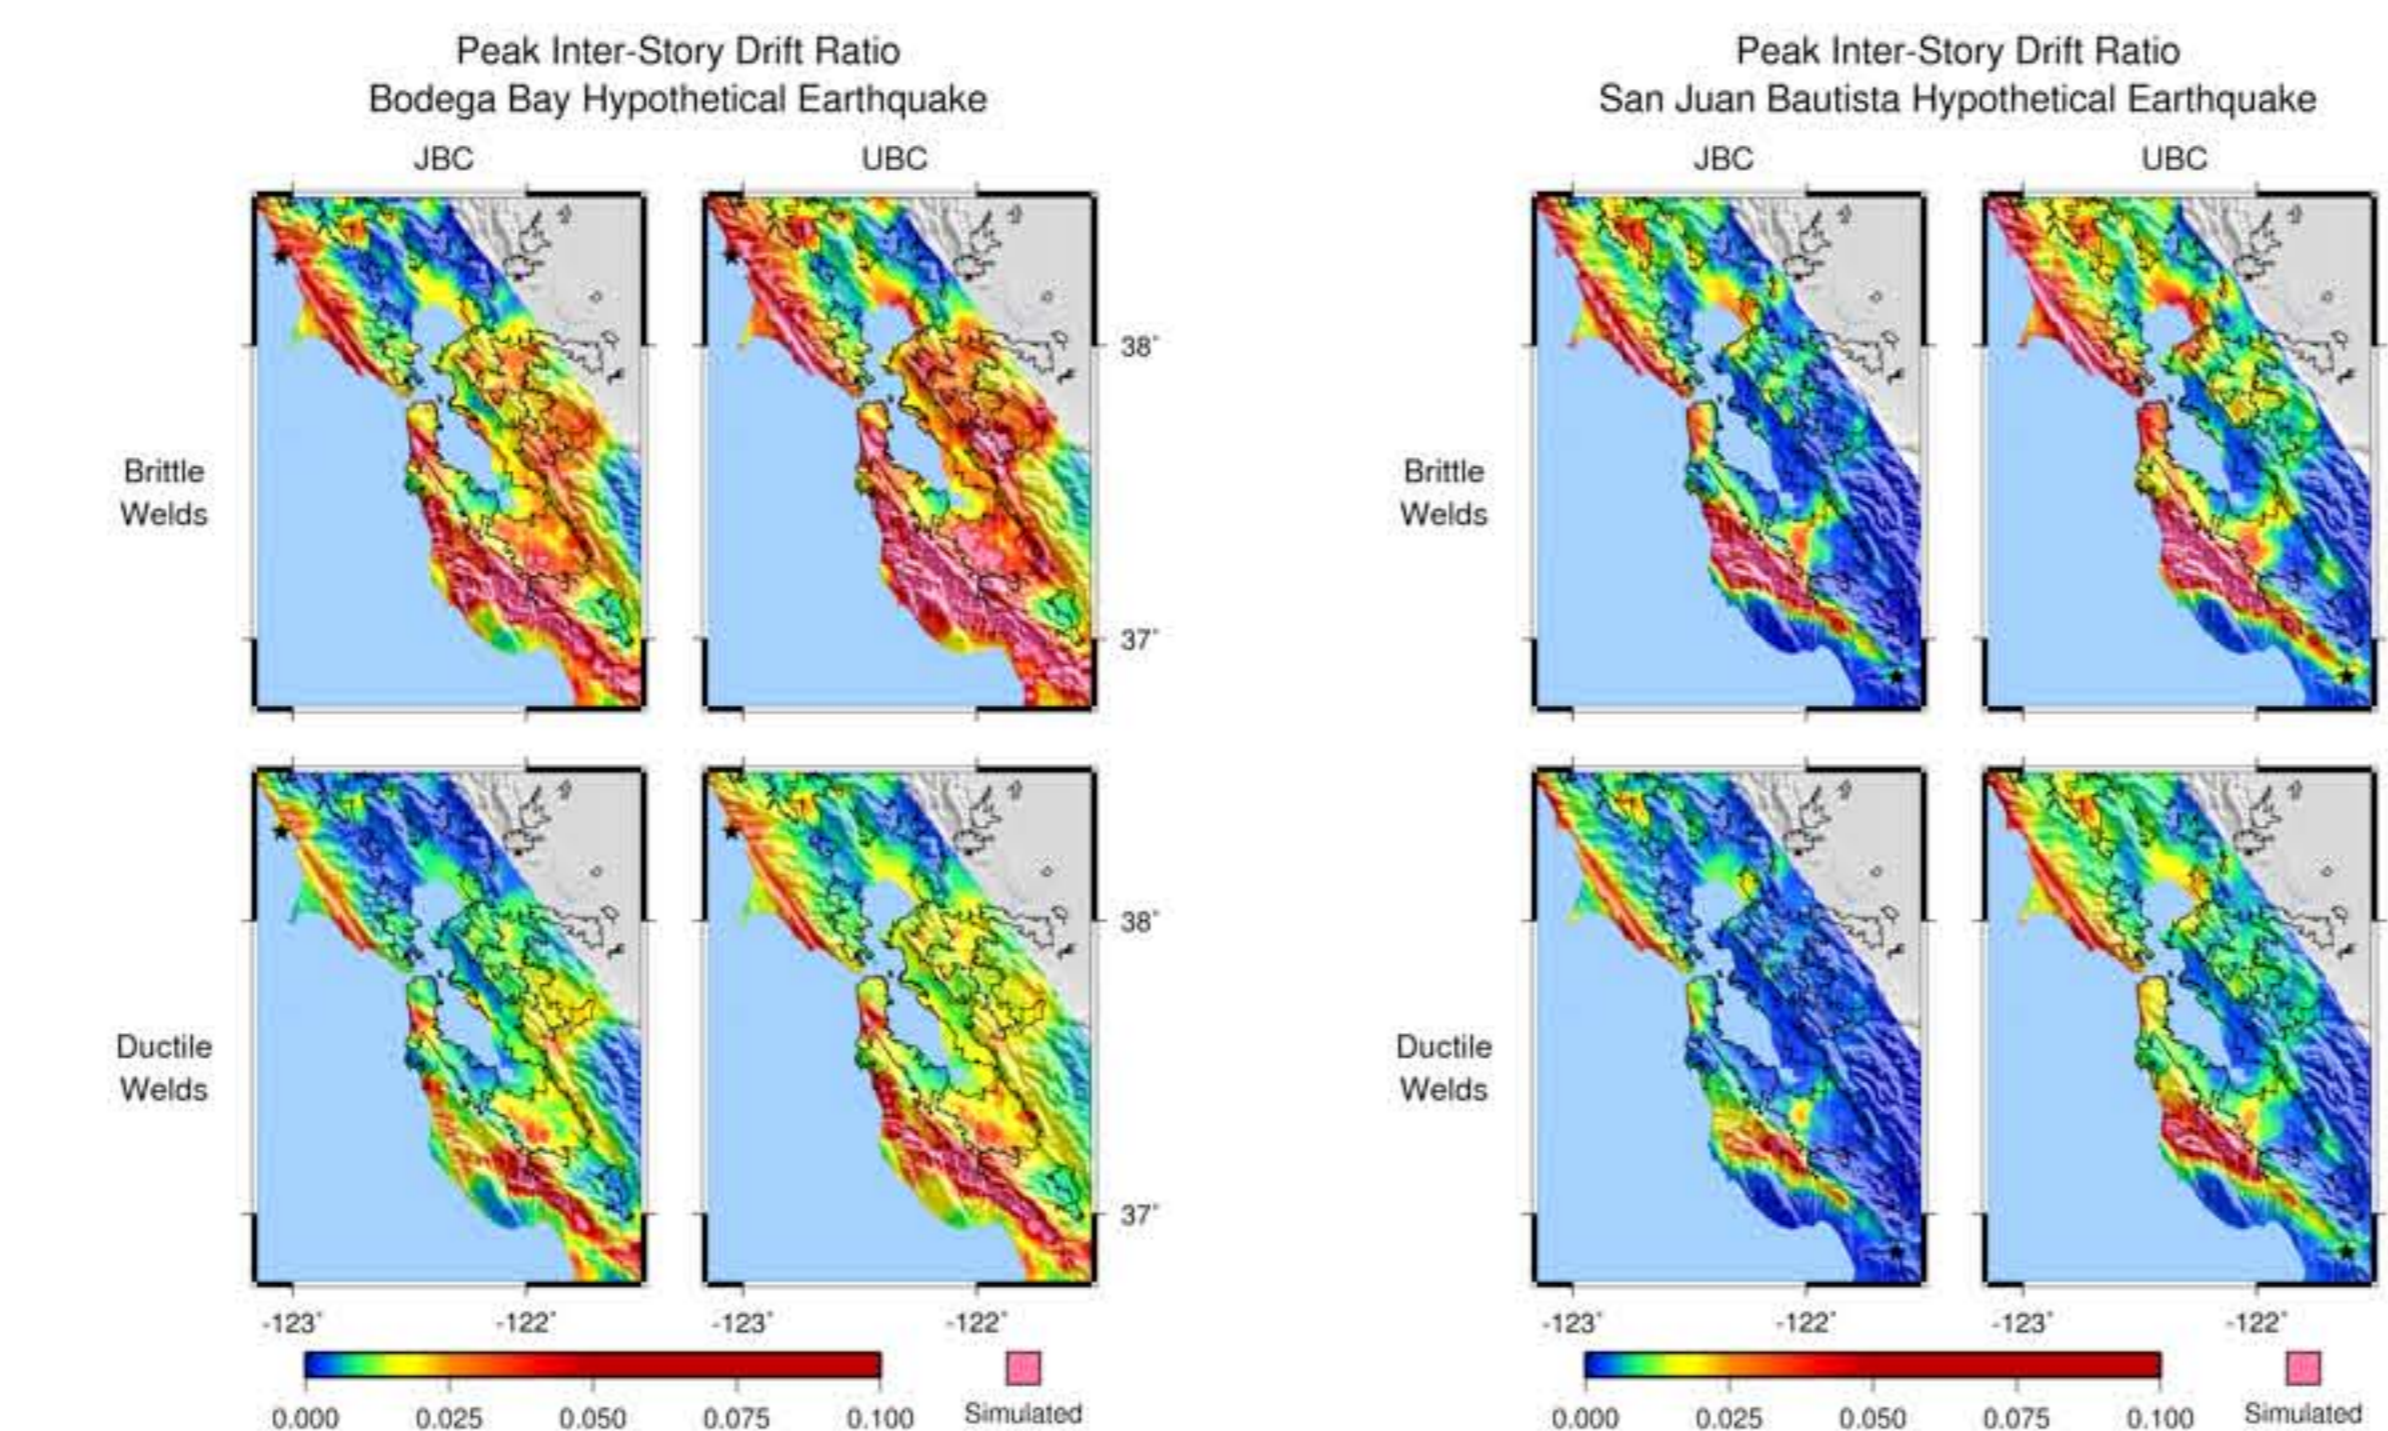 Peak Inter-Story Drift Ratio
Bodega Bay Hypothetical Earthquake
JBC UBC
Brittle
Welds
38°
37°
Ductile
Welds
38°
37°
-123° -122° -123° -122°
0.000 0.025 0.050 0.075 0.100 Simulated
Peak Inter-Story Drift Ratio
San Juan Bautista Hypothetical Earthquake
JBC UBC
Brittle
Welds
Ductile
Welds
-123° -122° -123° -122°
0.000 0.025 0.050 0.075 0.100 Simulated